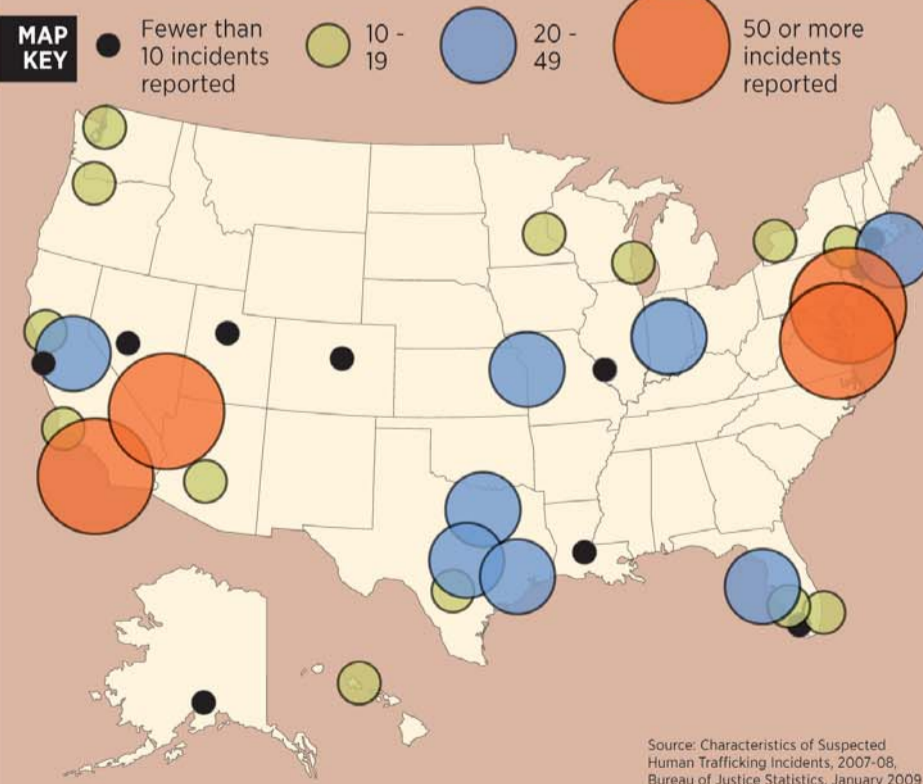 MAP
KEY
Fewer than
10 incidents
reported
10 -
19
20 -
49
50 or more
incidents
reported
Source: Characteristics of Suspected
Human Trafficking Incidents, 2007-08,
Bureau of Justice Statistics, January 2009